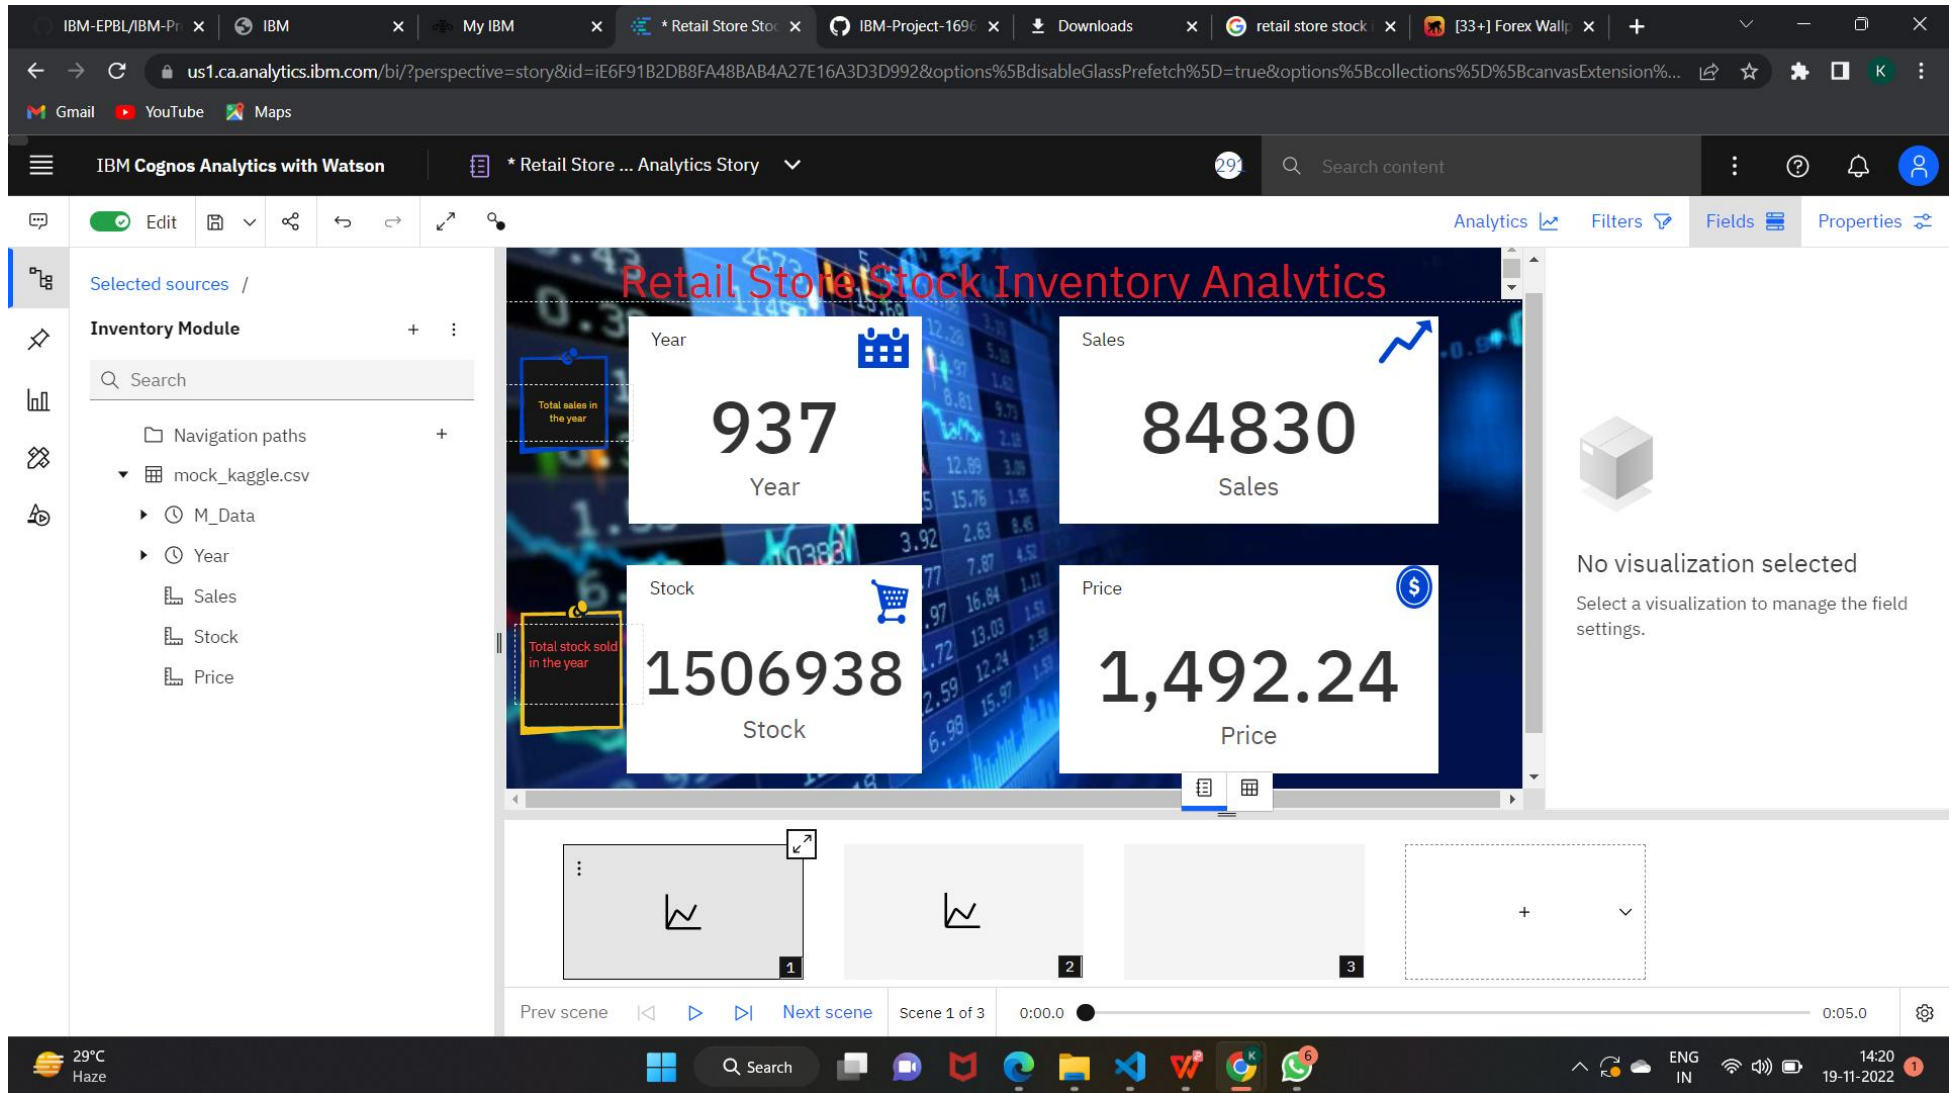 IBM-EPBL/IBM-Pr
IBM
My IBM
* Retail Store Stoc
IBM-Project-1696
Downloads
retail store stock i
[33+] Forex Wallp
us1.ca.analytics.ibm.com/bi/?perspective=story&id=iE6F91B2DB8FA48BAB4A27E16A3D3D992&options%5BdisableGlassPrefetch%5D=true&options%5Bcollections%5D%5BcanvasExtension%...
K
Gmail
YouTube
Maps
IBM Cognos Analytics with Watson
* Retail Store ... Analytics Story
291
Search content
Edit
Analytics
Filters
Fields
Properties
Selected sources /
Inventory Module
Search
Navigation paths
mock_kaggle.csv
M_Data
Year
Sales
Stock
Price
Retail Store Stock Inventory Analytics
Total sales in
the year
Year
937
Year
Sales
84830
Sales
Total stock sold
in the year
Stock
1506938
Stock
Price
1,492.24
Price
No visualization selected
Select a visualization to manage the field
settings.
1
2
3
Prev scene
Next scene
Scene 1 of 3
0:00.0
0:05.0
29°C
Haze
Search
6
ENG
IN
14:20
19-11-2022
1